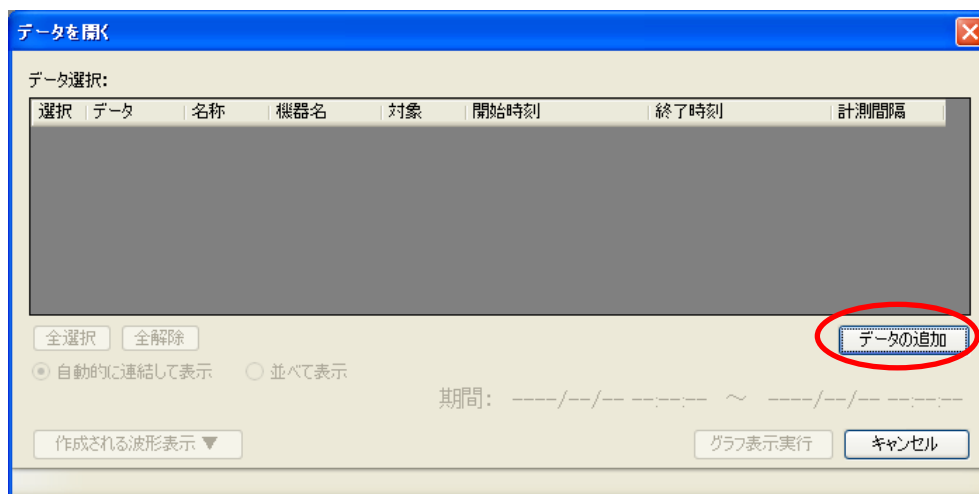 データを開く
データ選択:
選択 データ 名称 機器名 対象 開始時刻 終了時刻 計測間隔
全選択 全解除 データの追加
自動的に連結して表示 並べて表示
期間: ----/--/-- --:--:-- ～ ----/--/-- --:--:--
作成される波形表示▼ グラフ表示実行 キャンセル